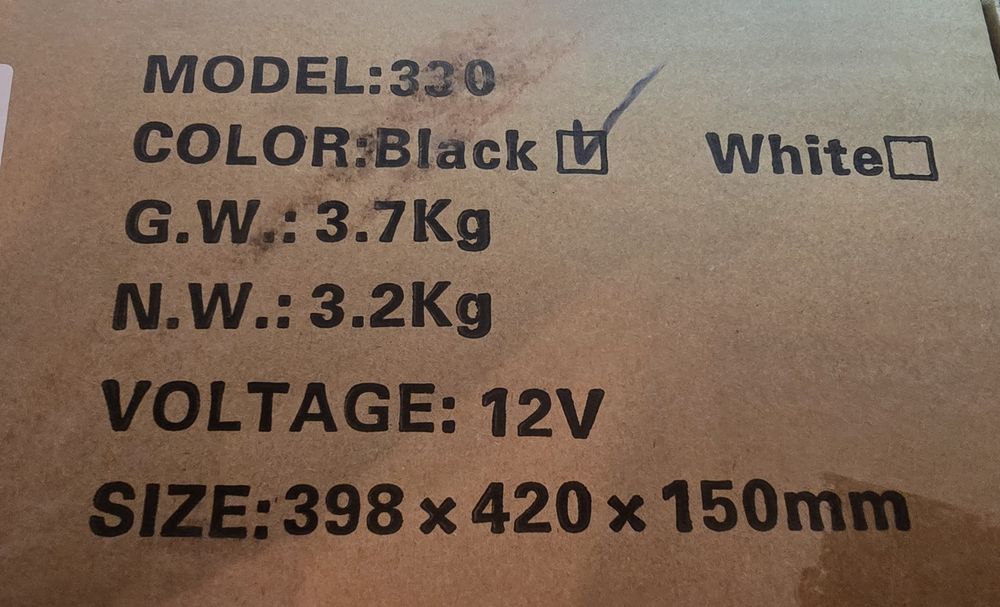 MODEL:330
COLOR:Black ☑ White☐
G.W.: 3.7Kg
N.W.: 3.2Kg
VOLTAGE: 12V
SIZE:398×420×150mm